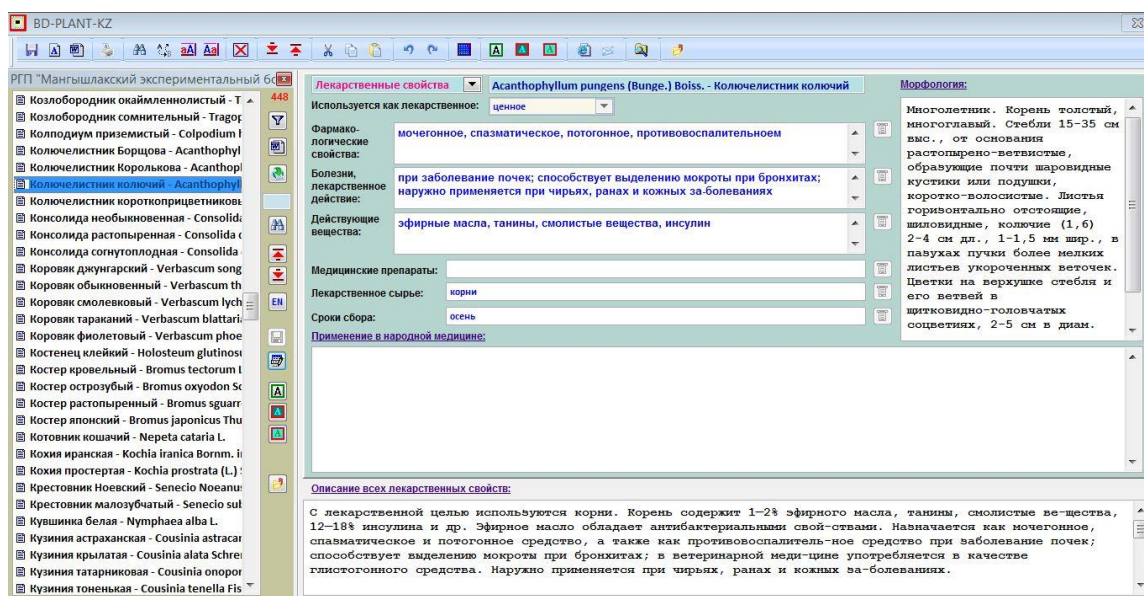 BD-PLANT-KZ
РГП "Мангышлакский экспериментальный бо
448
Козлобородник окаймленнолистый - T
Козлобородник сомнительный - Tragop
Колподиум приземистый - Colpodium h
Колючелистник Борщова - Acanthophyl
Колючелистник Королькова - Acanthopl
Колючелистник колючий - Acanthophyl
Колючелистник короткоприцветниковы
Консолида необыкновенная - Consolida
Консолида растопыренная - Consolida
Консолида согнутоплодная - Consolida
Коровяк джунгарский - Verbascum song
Коровяк обыкновенный - Verbascum th
Коровяк смолевковый - Verbascum lych
Коровяк тараканий - Verbascum blattari
Коровяк фиолетовый - Verbascum phoe
Костенец клейкий - Holosteum glutinosu
Костер кровельный - Bromus tectorum L
Костер острозубый - Bromus oxyodon Sc
Костер растопыренный - Bromus sguarr
Костер японский - Bromus japonicus Thu
Котовник кошачий - Nepeta cataria L.
Кохия иранская - Kochia iranica Bornm. i
Кохия простертая - Kochia prostrata (L.)
Крестовник Ноевский - Senecio Noeanu
Крестовник малозубчатый - Senecio sul
Кувшинка белая - Nymphaea alba L.
Кузиния астраханская - Cousinia astracar
Кузиния крылатая - Cousinia alata Schre
Кузиния татарниковая - Cousinia onopor
Кузиния тоненькая - Cousinia tenella Fis
EN
Лекарственные свойства
Acanthophyllum pungens (Bunge.) Boiss. - Колючелистник колючий
Используется как лекарственное:
ценное
Фармако-
логические
свойства:
мочегонное, спазматическое, потогонное, противовоспалительноем
Болезни,
лекарственное
действие:
при заболевание почек; способствует выделению мокроты при бронхитах;
наружно применяется при чирьях, ранах и кожных за-болеваниях
Действующие
вещества:
эфирные масла, танины, смолистые вещества, инсулин
Медицинские препараты:
Лекарственное сырье:
корни
Сроки сбора:
осень
Применение в народной медицине:
Морфология:
Многолетник. Корень толстый,
многоглавый. Стебли 15-35 см
выс., от основания
растопырено-ветвистые,
образующие почти шаровидные
кустики или подушки,
коротко-волосистые. Листья
горизонтально отстоящие,
шиловидные, колючие (1,6)
2-4 см дл., 1-1,5 мм шир., в
пазухах пучки более мелких
листьев укороченных веточек.
Цветки на верхушке стебля и
его ветвей в
щитковидно-головчатых
соцветиях, 2-5 см в диам.
Описание всех лекарственных свойств:
С лекарственной целью используются корни. Корень содержит 1—2% эфирного масла, танины, смолистые ве-щества,
12—18% инсулина и др. Эфирное масло обладает антибактериальными свой-ствами. Назначается как мочегонное,
спазматическое и потогонное средство, а также как противовоспалитель-ное средство при заболевание почек;
способствует выделению мокроты при бронхитах; в ветеринарной меди-цине употребляется в качестве
глистогонного средства. Наружно применяется при чирьях, ранах и кожных за-болеваниях.